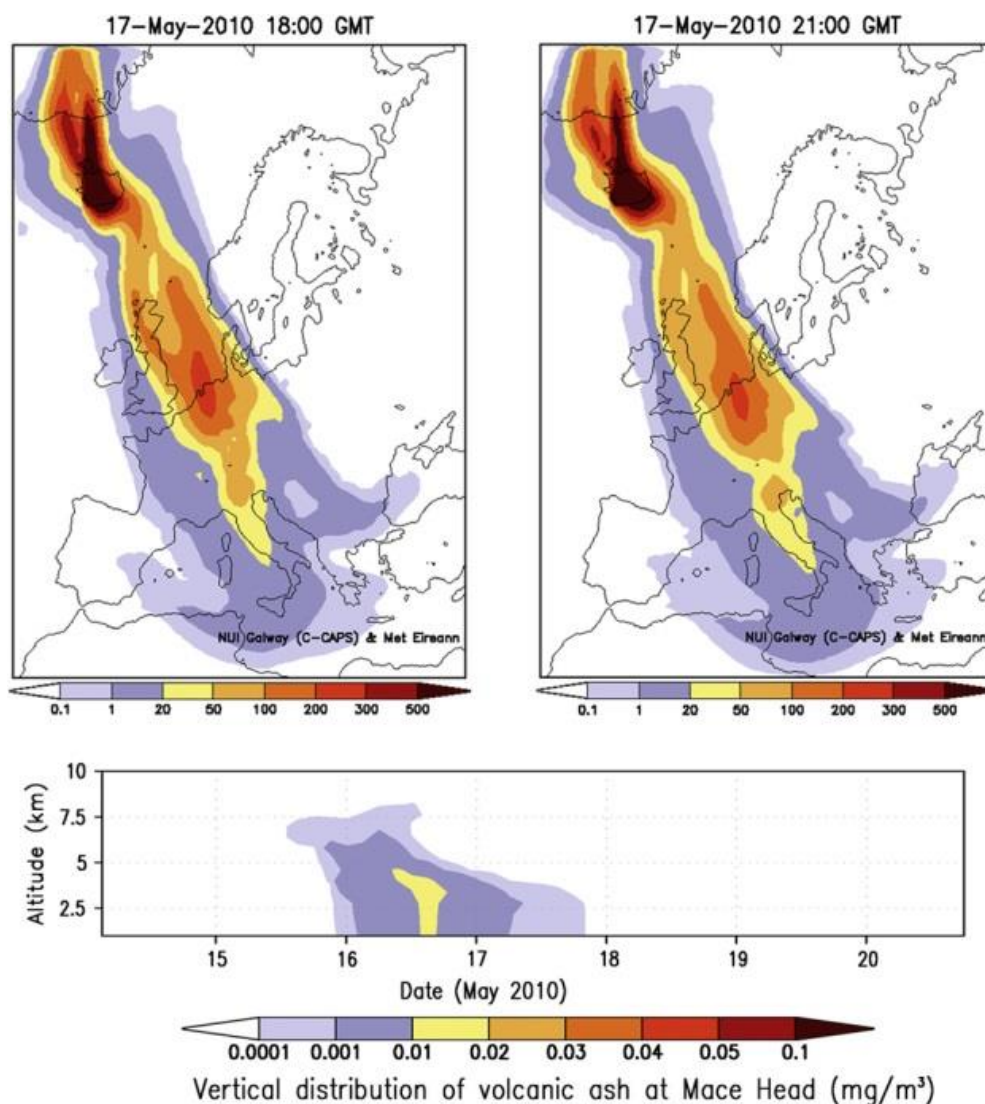 17-May-2010 18:00 GMT
17-May-2010 21:00 GMT
NUI Galway (C-CAPS) & Met Eireann
NUI Galway (C-CAPS) & Met Eireann
0.1 1 20 50 100 200 300 500
0.1 1 20 50 100 200 300 500
10
7.5
5
2.5
Altitude (km)
15 16 17 18 19 20
Date (May 2010)
0.0001 0.001 0.01 0.02 0.03 0.04 0.05 0.1
Vertical distribution of volcanic ash at Mace Head (mg/m³)